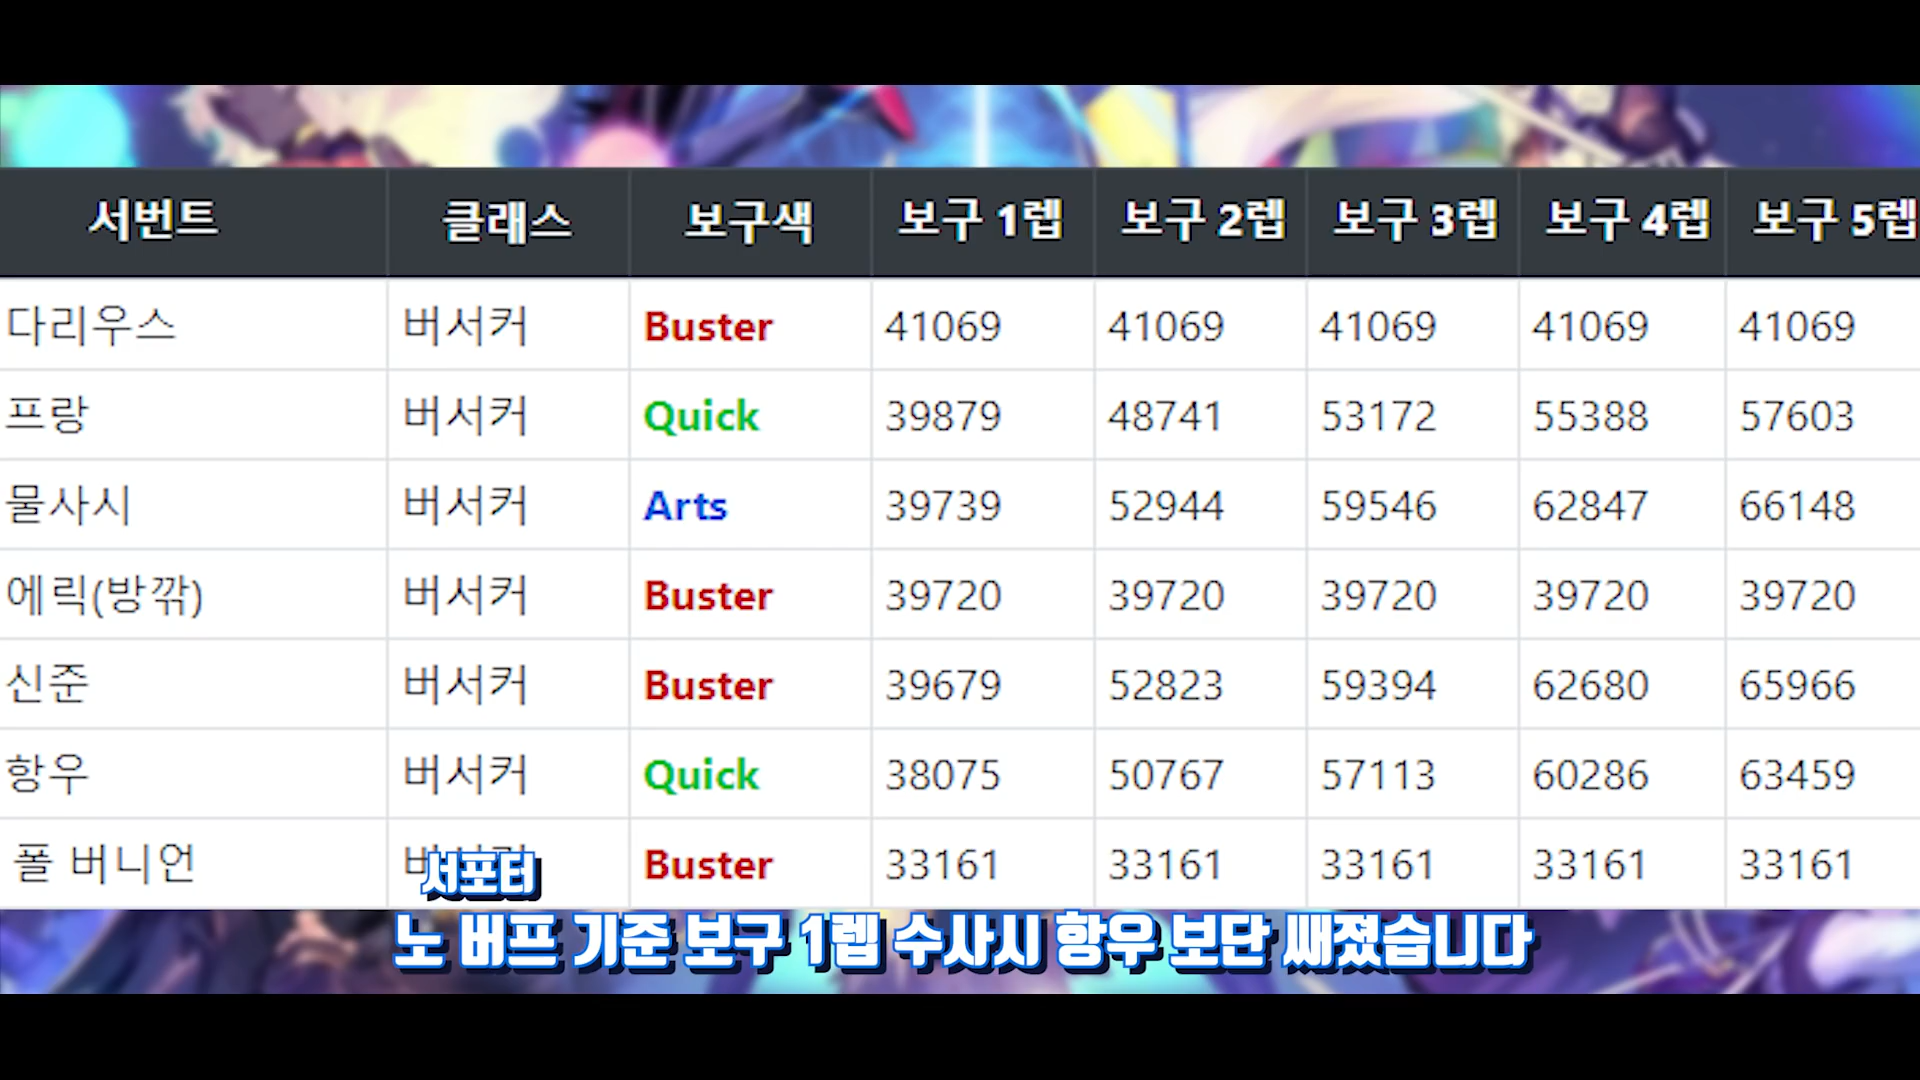 서번트 클래스 보구색 보구 1렙 보구 2렙 보구 3렙 보구 4렙 보구 5렙
다리우스 버서커 Buster 41069 41069 41069 41069 41069
프랑 버서커 Quick 39879 48741 53172 55388 57603
물사시 버서커 Arts 39739 52944 59546 62847 66148
에릭(방깎) 버서커 Buster 39720 39720 39720 39720 39720
신준 버서커 Buster 39679 52823 59394 62680 65966
항우 버서커 Quick 38075 50767 57113 60286 63459
폴 버니언 Buster 33161 33161 33161 33161 33161
서포터
노 버프 기준 보구 1렙 수사시 항우 보단 쌔졌습니다